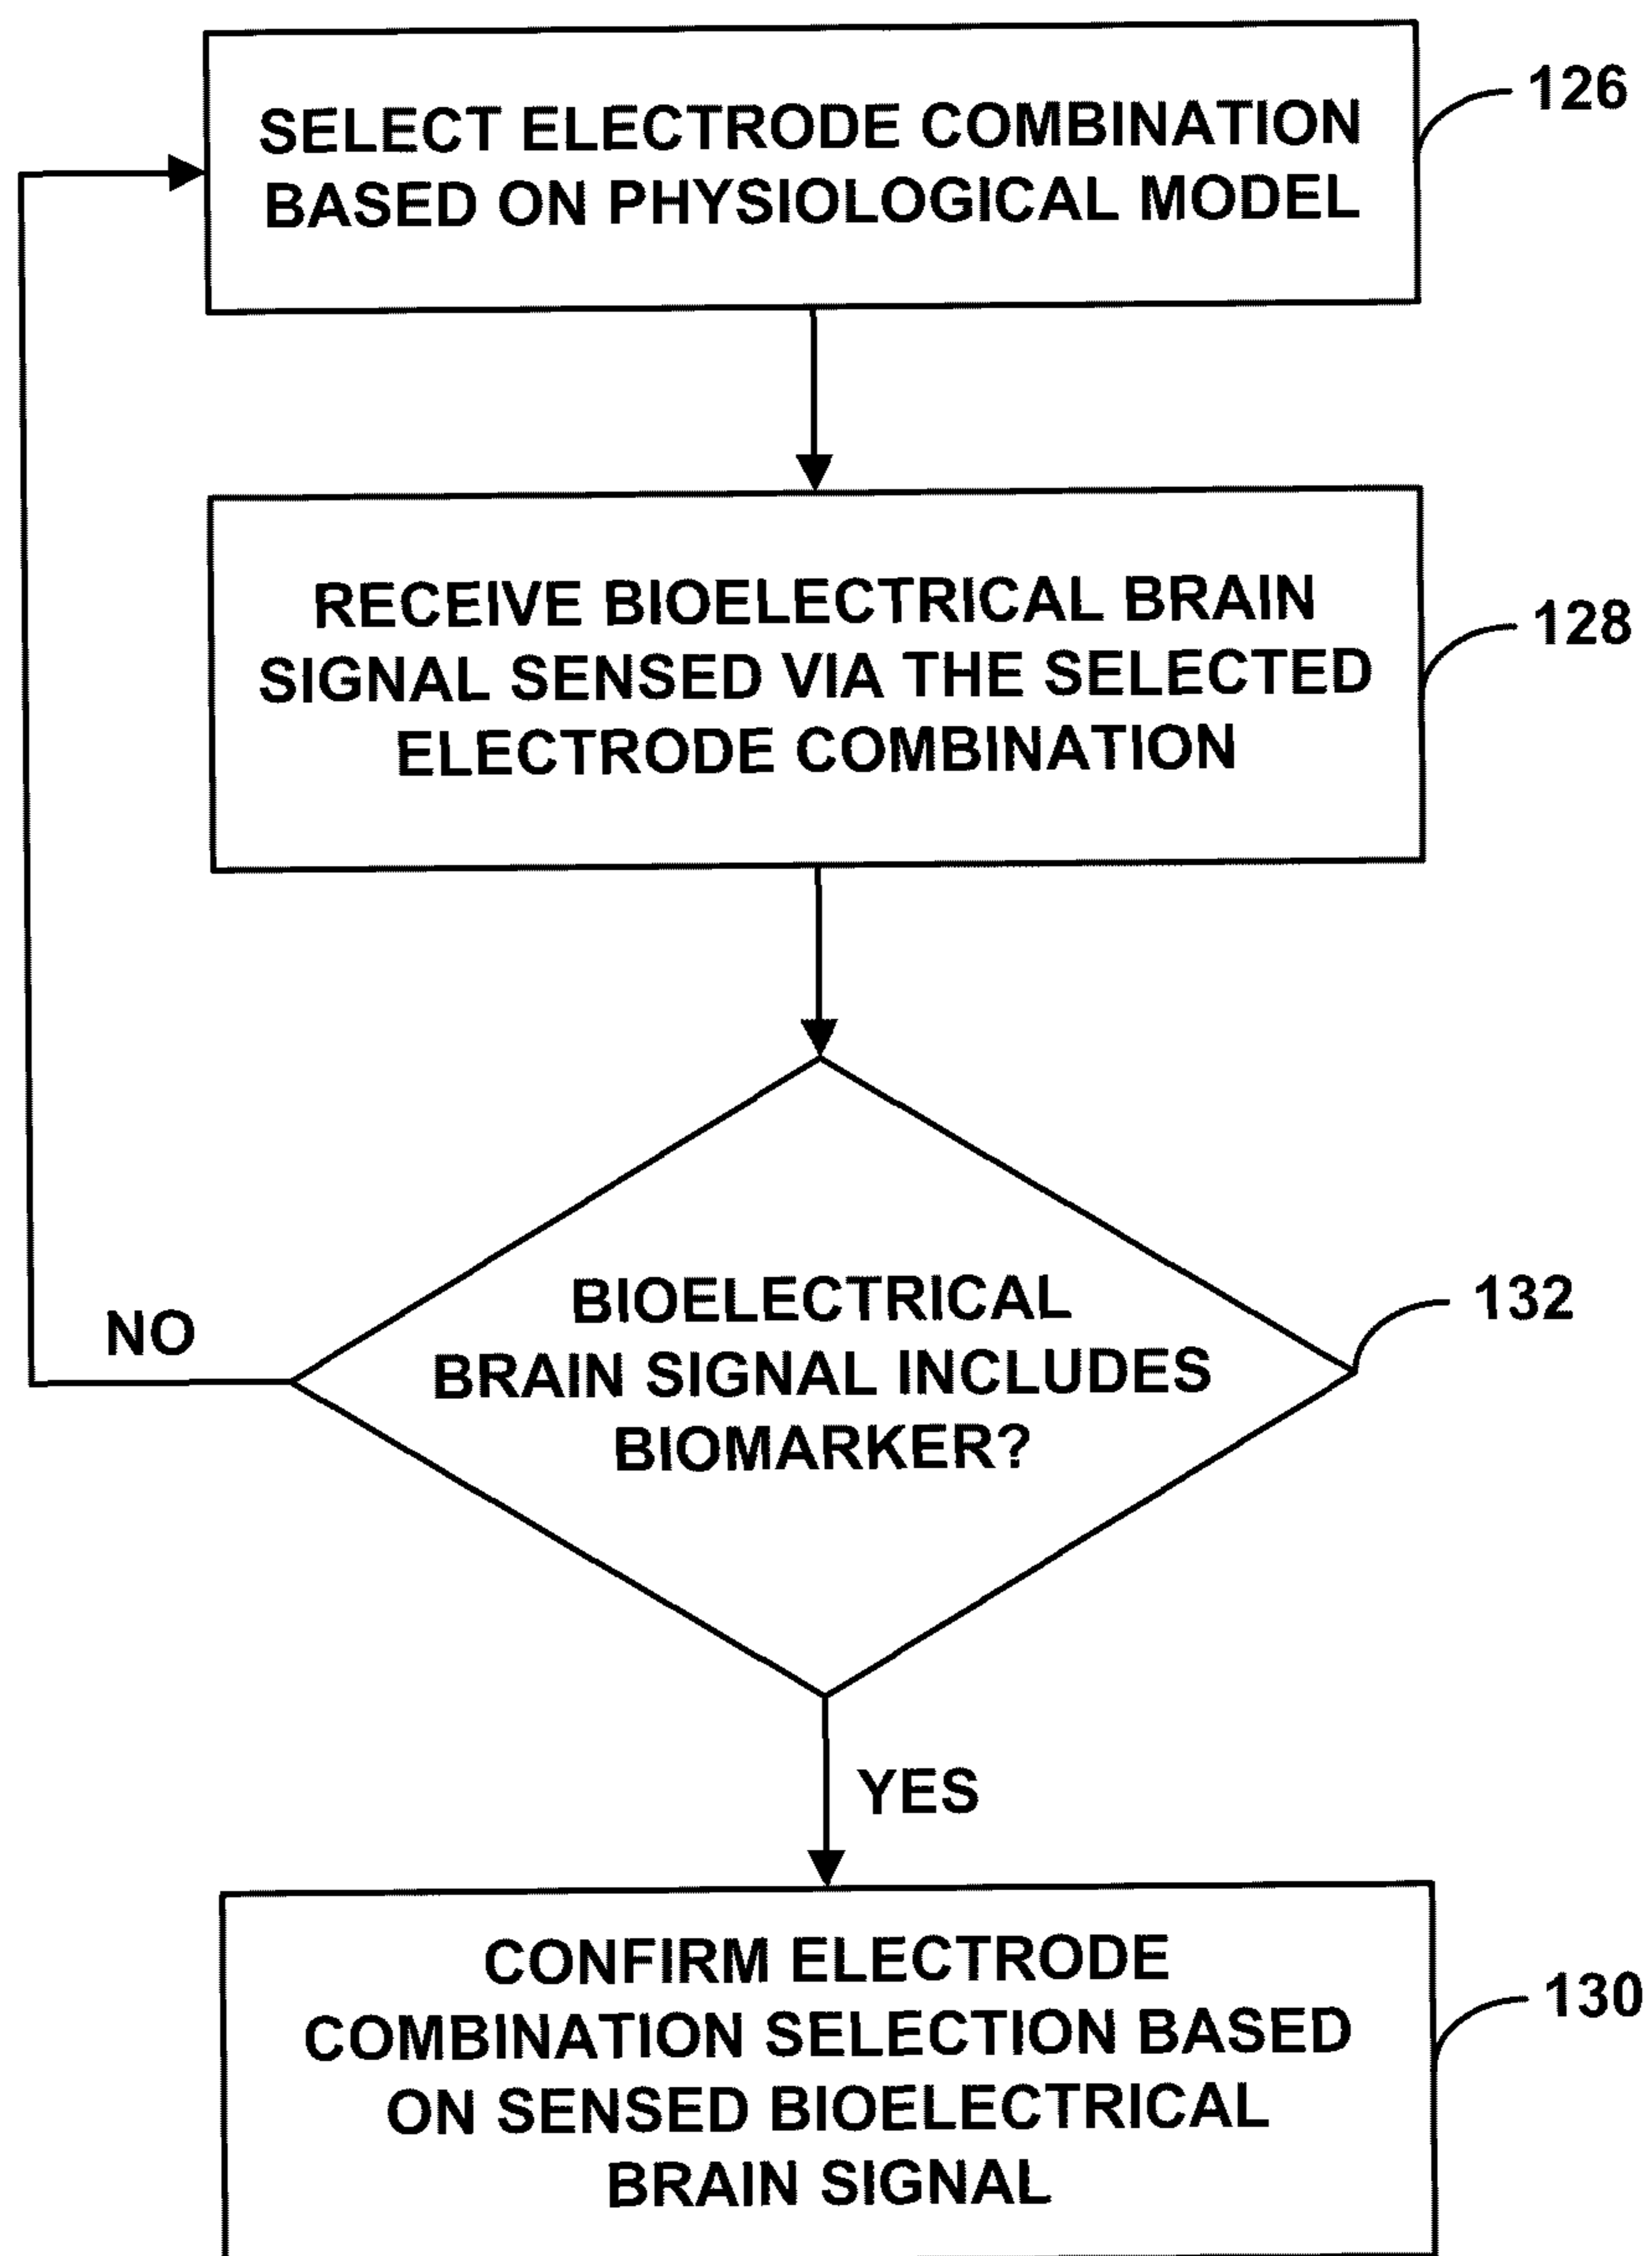 SELECT ELECTRODE COMBINATION
BASED ON PHYSIOLOGICAL MODEL
126
RECEIVE BIOELECTRICAL BRAIN
SIGNAL SENSED VIA THE SELECTED
ELECTRODE COMBINATION
128
BIOELECTRICAL
BRAIN SIGNAL INCLUDES
BIOMARKER?
132
NO
YES
CONFIRM ELECTRODE
COMBINATION SELECTION BASED
ON SENSED BIOELECTRICAL
BRAIN SIGNAL
130